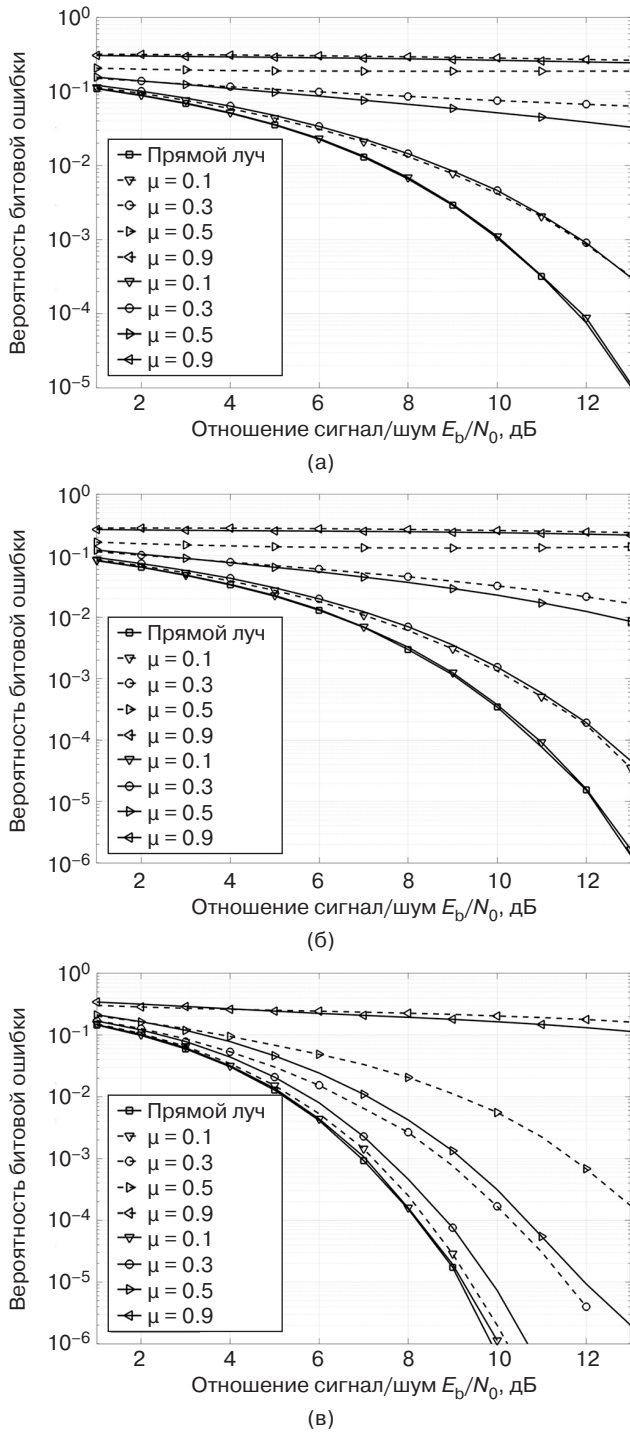 10⁰
10⁻¹
10⁻²
10⁻³
10⁻⁴
10⁻⁵
Вероятность битовой ошибки
Прямой луч
μ = 0.1
μ = 0.3
μ = 0.5
μ = 0.9
μ = 0.1
μ = 0.3
μ = 0.5
μ = 0.9
2 4 6 8 10 12
Отношение сигнал/шум E_b/N_0, дБ
(а)
10⁰
10⁻¹
10⁻²
10⁻³
10⁻⁴
10⁻⁵
10⁻⁶
Вероятность битовой ошибки
Прямой луч
μ = 0.1
μ = 0.3
μ = 0.5
μ = 0.9
μ = 0.1
μ = 0.3
μ = 0.5
μ = 0.9
2 4 6 8 10 12
Отношение сигнал/шум E_b/N_0, дБ
(б)
10⁰
10⁻¹
10⁻²
10⁻³
10⁻⁴
10⁻⁵
10⁻⁶
Вероятность битовой ошибки
Прямой луч
μ = 0.1
μ = 0.3
μ = 0.5
μ = 0.9
μ = 0.1
μ = 0.3
μ = 0.5
μ = 0.9
2 4 6 8 10 12
Отношение сигнал/шум E_b/N_0, дБ
(в)